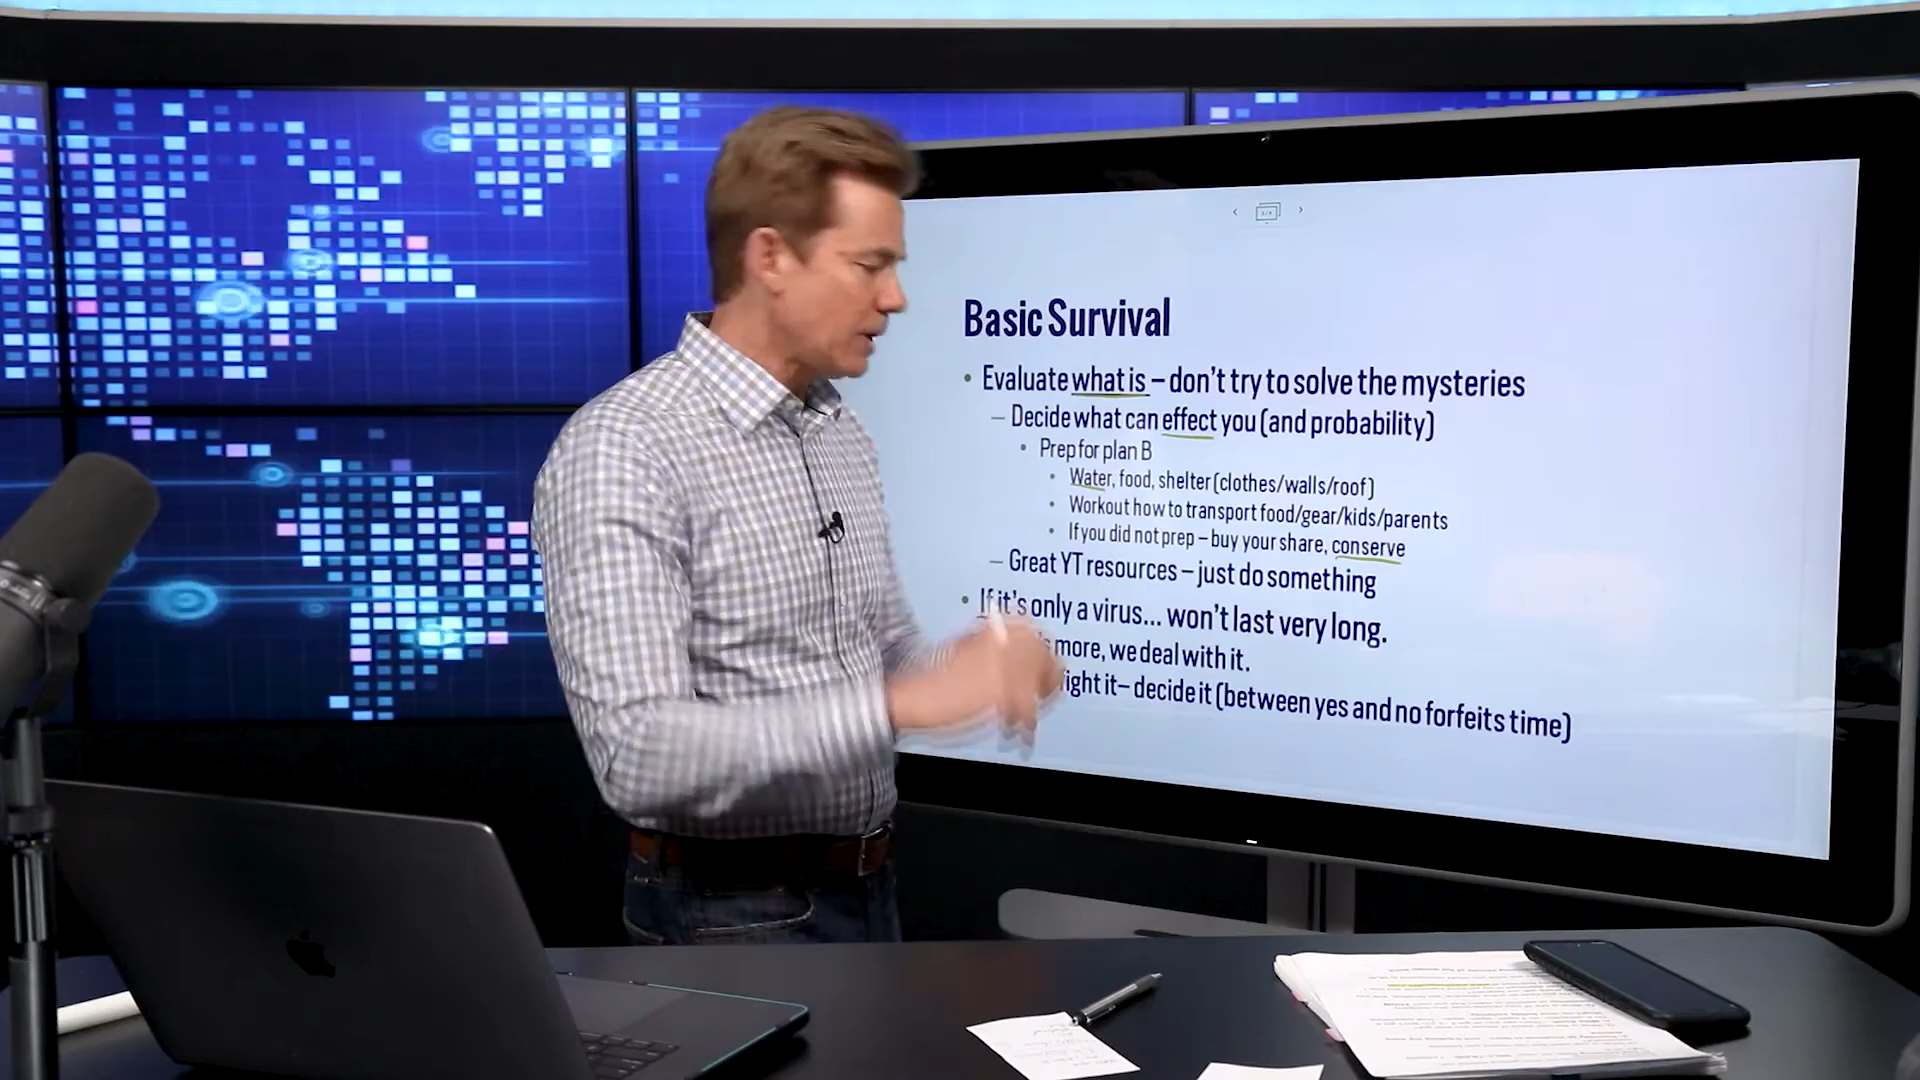 Basic Survival
• Evaluate what is – don't try to solve the mysteries
– Decide what can effect you (and probability)
• Prep for plan B
• Water, food, shelter (clothes/walls/roof)
• Workout how to transport food/gear/kids/parents
• If you did not prep – buy your share, conserve
– Great YT resources – just do something
• If it's only a virus... won't last very long.
more, we deal with it.
fight it– decide it (between yes and no forfeits time)